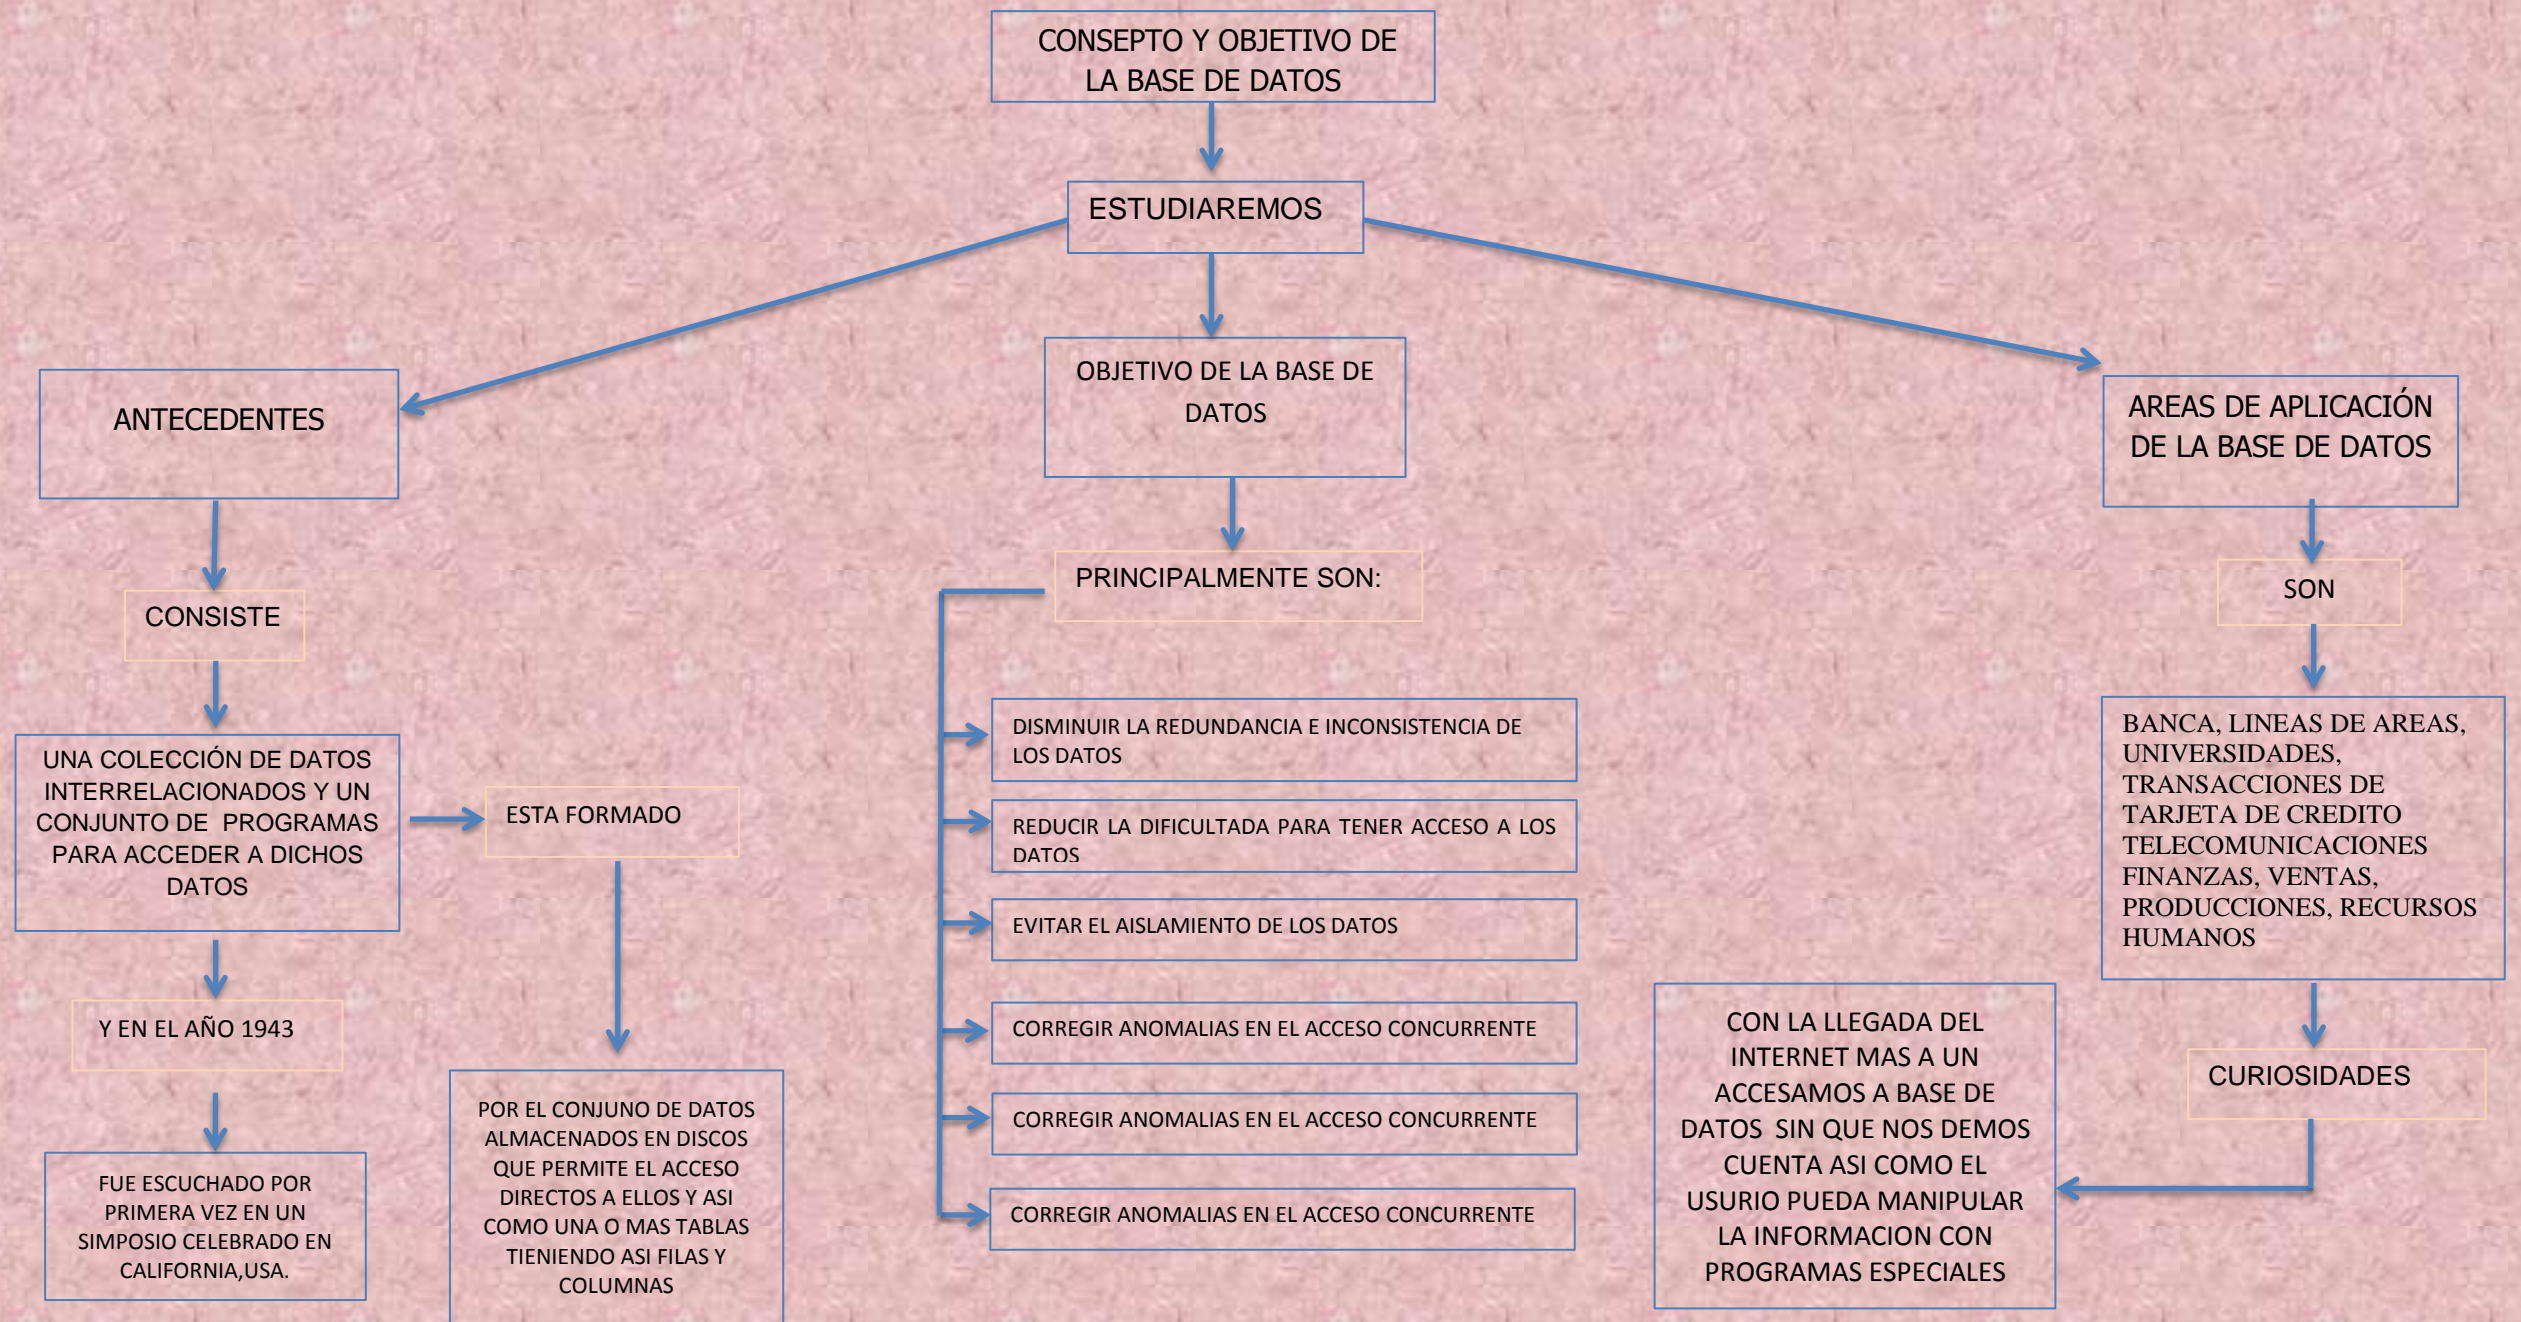 CONSEPTO Y OBJETIVO DE
LA BASE DE DATOS
ESTUDIAREMOS
ANTECEDENTES
CONSISTE
UNA COLECCIÓN DE DATOS
INTERRELACIONADOS Y UN
CONJUNTO DE PROGRAMAS
PARA ACCEDER A DICHOS
DATOS
Y EN EL AÑO 1943
FUE ESCUCHADO POR
PRIMERA VEZ EN UN
SIMPOSIO CELEBRADO EN
CALIFORNIA,USA.
ESTA FORMADO
POR EL CONJUNO DE DATOS
ALMACENADOS EN DISCOS
QUE PERMITE EL ACCESO
DIRECTOS A ELLOS Y ASI
COMO UNA O MAS TABLAS
TIENIENDO ASI FILAS Y
COLUMNAS
OBJETIVO DE LA BASE DE
DATOS
PRINCIPALMENTE SON:
DISMINUIR LA REDUNDANCIA E INCONSISTENCIA DE
LOS DATOS
REDUCIR LA DIFICULTADA PARA TENER ACCESO A LOS
DATOS
EVITAR EL AISLAMIENTO DE LOS DATOS
CORREGIR ANOMALIAS EN EL ACCESO CONCURRENTE
CORREGIR ANOMALIAS EN EL ACCESO CONCURRENTE
CORREGIR ANOMALIAS EN EL ACCESO CONCURRENTE
AREAS DE APLICACIÓN
DE LA BASE DE DATOS
SON
BANCA, LINEAS DE AREAS,
UNIVERSIDADES,
TRANSACCIONES DE
TARJETA DE CREDITO
TELECOMUNICACIONES
FINANZAS, VENTAS,
PRODUCCIONES, RECURSOS
HUMANOS
CURIOSIDADES
CON LA LLEGADA DEL
INTERNET MAS A UN
ACCESAMOS A BASE DE
DATOS SIN QUE NOS DEMOS
CUENTA ASI COMO EL
USURIO PUEDA MANIPULAR
LA INFORMACION CON
PROGRAMAS ESPECIALES